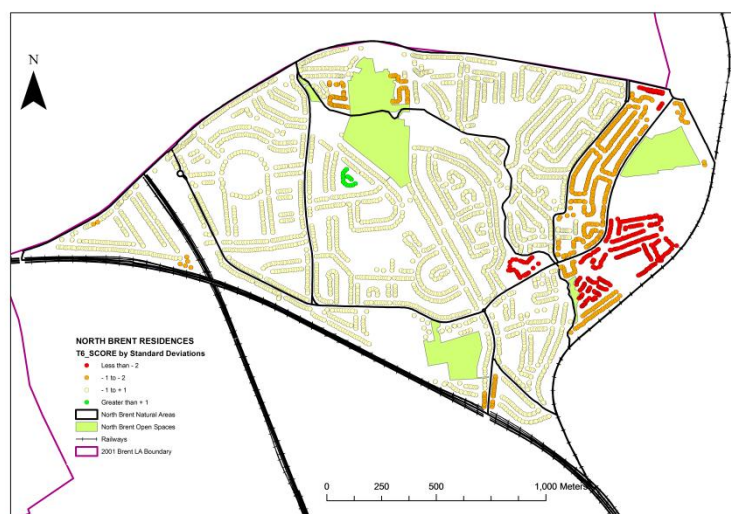 N
NORTH BRENT RESIDENCES
T6_SCORE by Standard Deviations
Less than - 2
- 1 to - 2
- 1 to + 1
Greater than + 1
North Brent Natural Areas
North Brent Open Spaces
Railways
2001 Brent LA Boundary
0 250 500 1,000 Meters